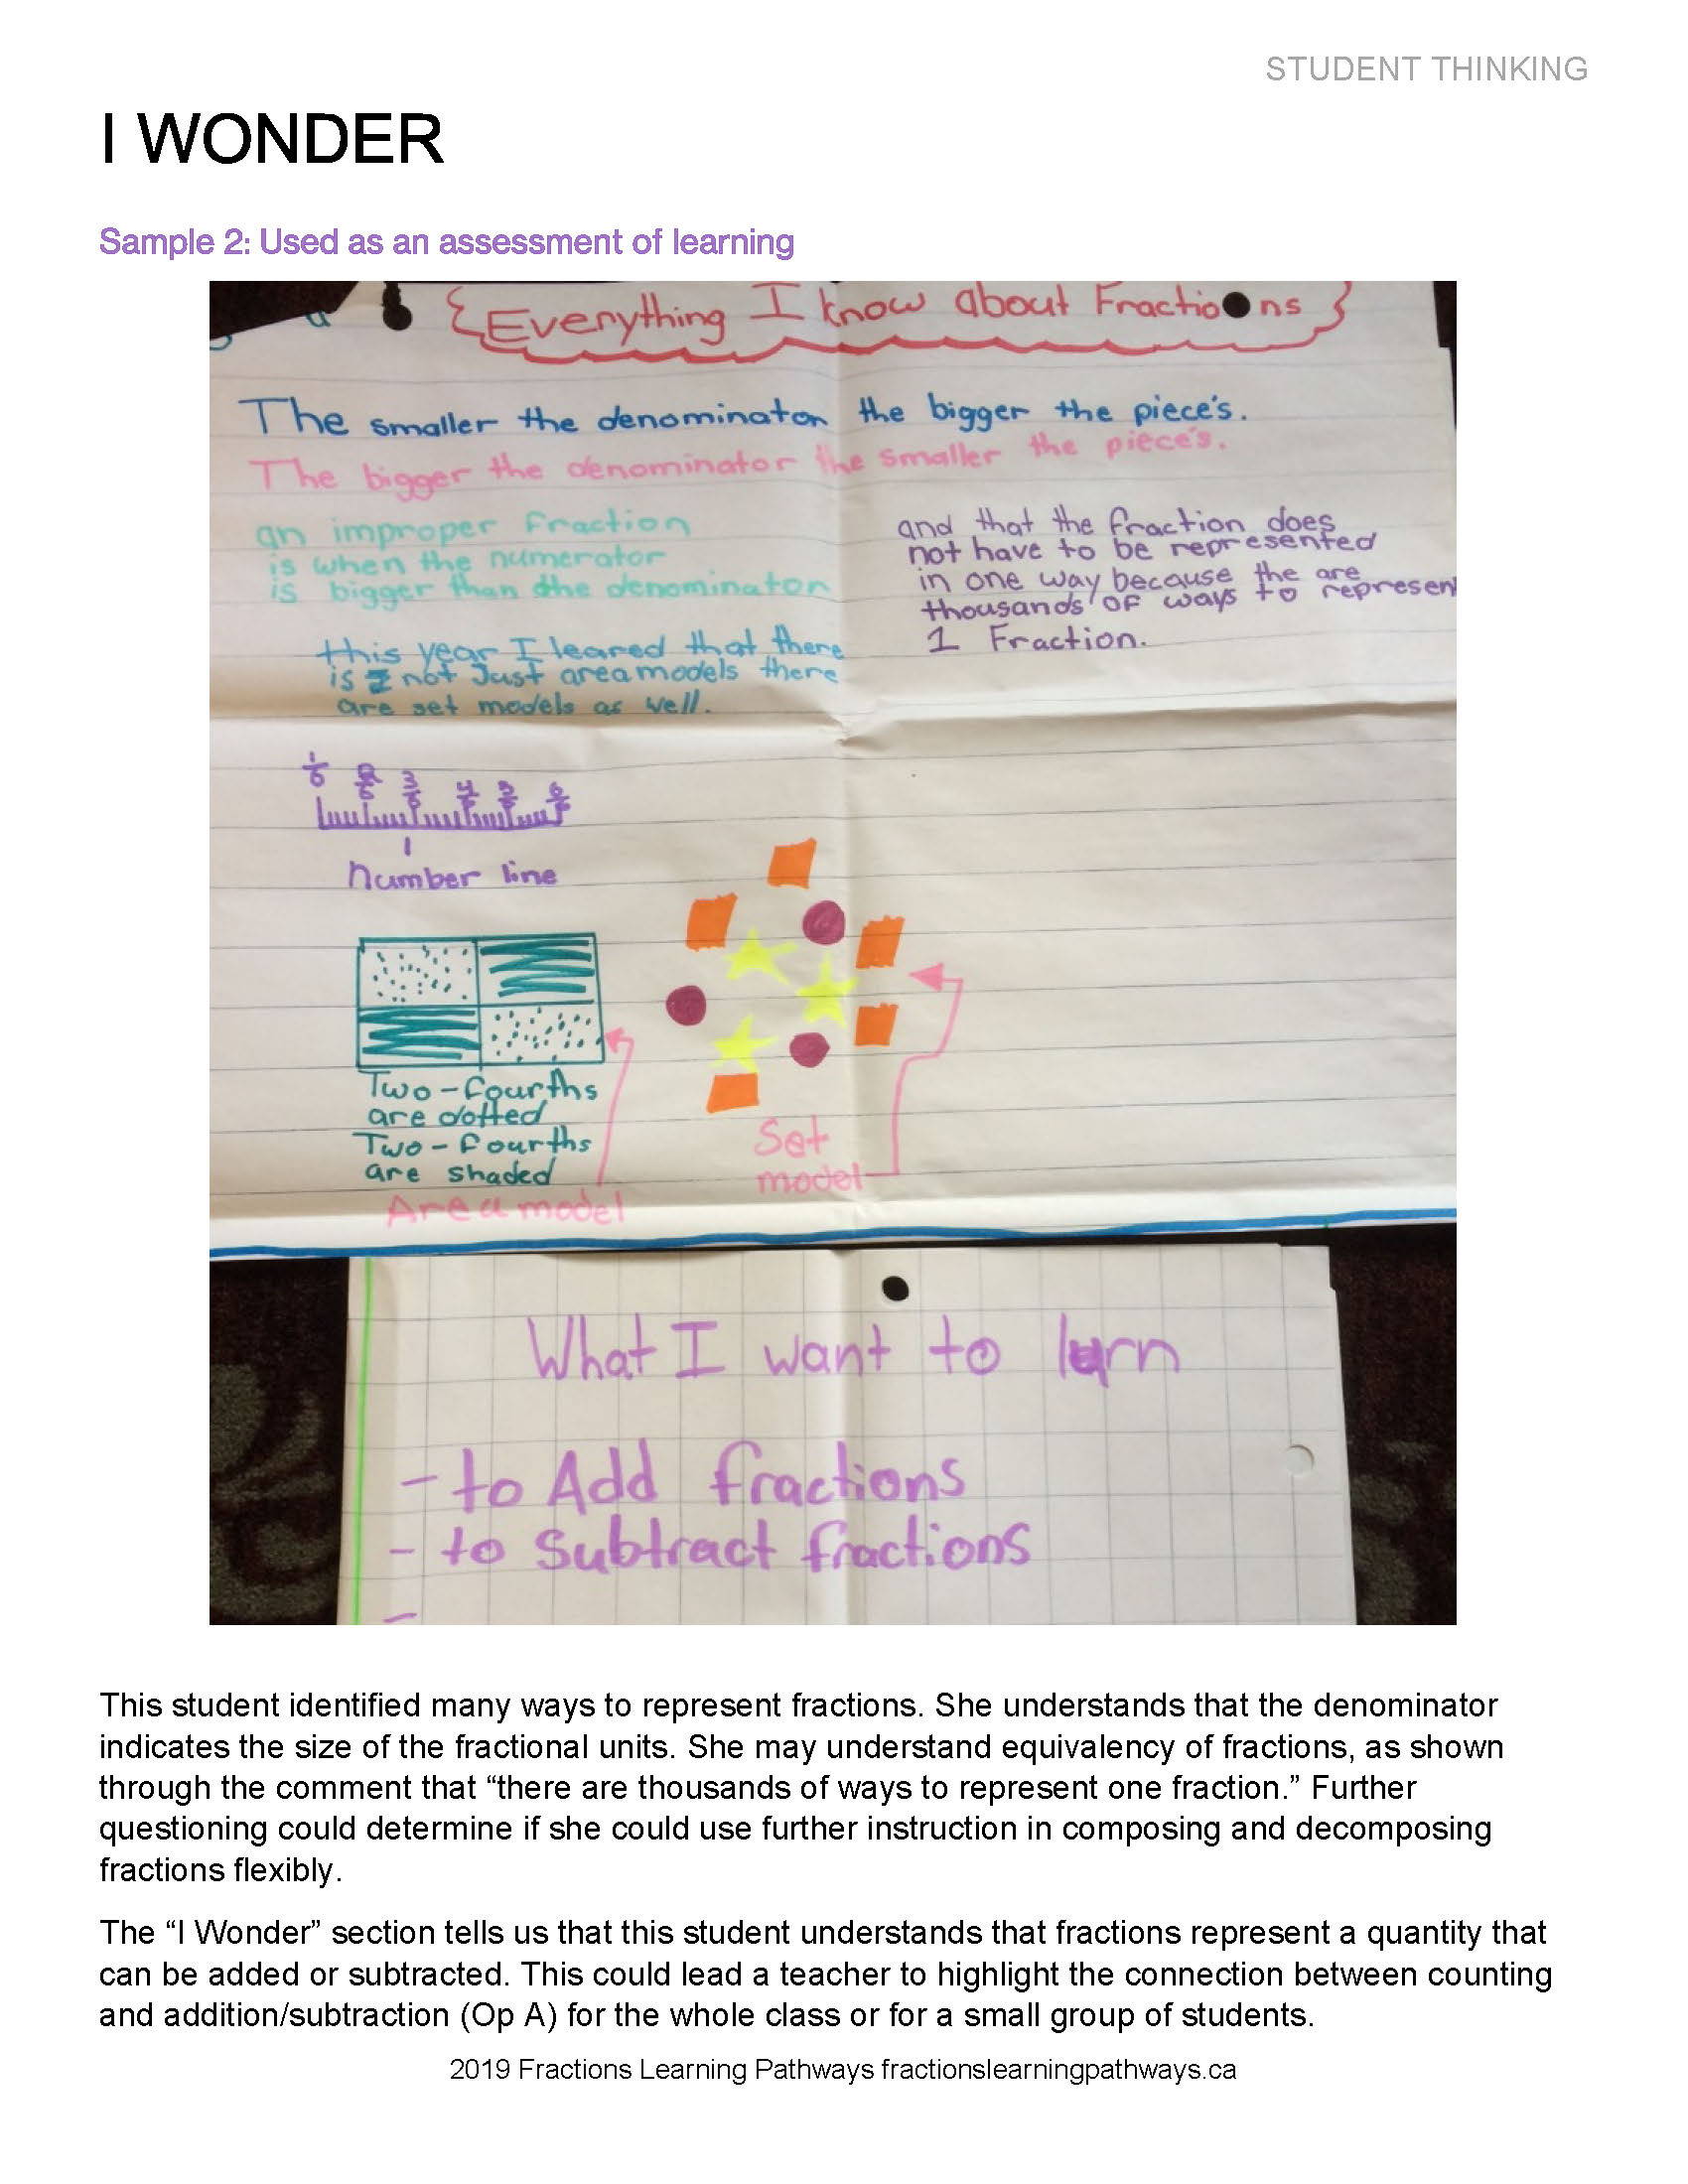 STUDENT THINKING
I WONDER
Sample 2: Used as an assessment of learning
Everything I know about Fractions
The smaller the denominator the bigger the piece's.
The bigger the denominator the smaller the piece's.
an improper Fraction
is when the numerator
is bigger than the denominator
this year I leared that there
is not Just area models there
are set models as well.
and that the fraction does
not have to be represented
in one way because the are
thousands of ways to represent
1 Fraction.
1/6 2/6 3/6 4/6 5/6 6/6
1
number line
Two-fourths
are dotted
Two-fourths
are shaded
Area model
Set
model
What I want to lurn
- to Add fractions
- to Subtract fractions
-
This student identified many ways to represent fractions. She understands that the denominator
indicates the size of the fractional units. She may understand equivalency of fractions, as shown
through the comment that “there are thousands of ways to represent one fraction.” Further
questioning could determine if she could use further instruction in composing and decomposing
fractions flexibly.
The “I Wonder” section tells us that this student understands that fractions represent a quantity that
can be added or subtracted. This could lead a teacher to highlight the connection between counting
and addition/subtraction (Op A) for the whole class or for a small group of students.
2019 Fractions Learning Pathways fractionslearningpathways.ca